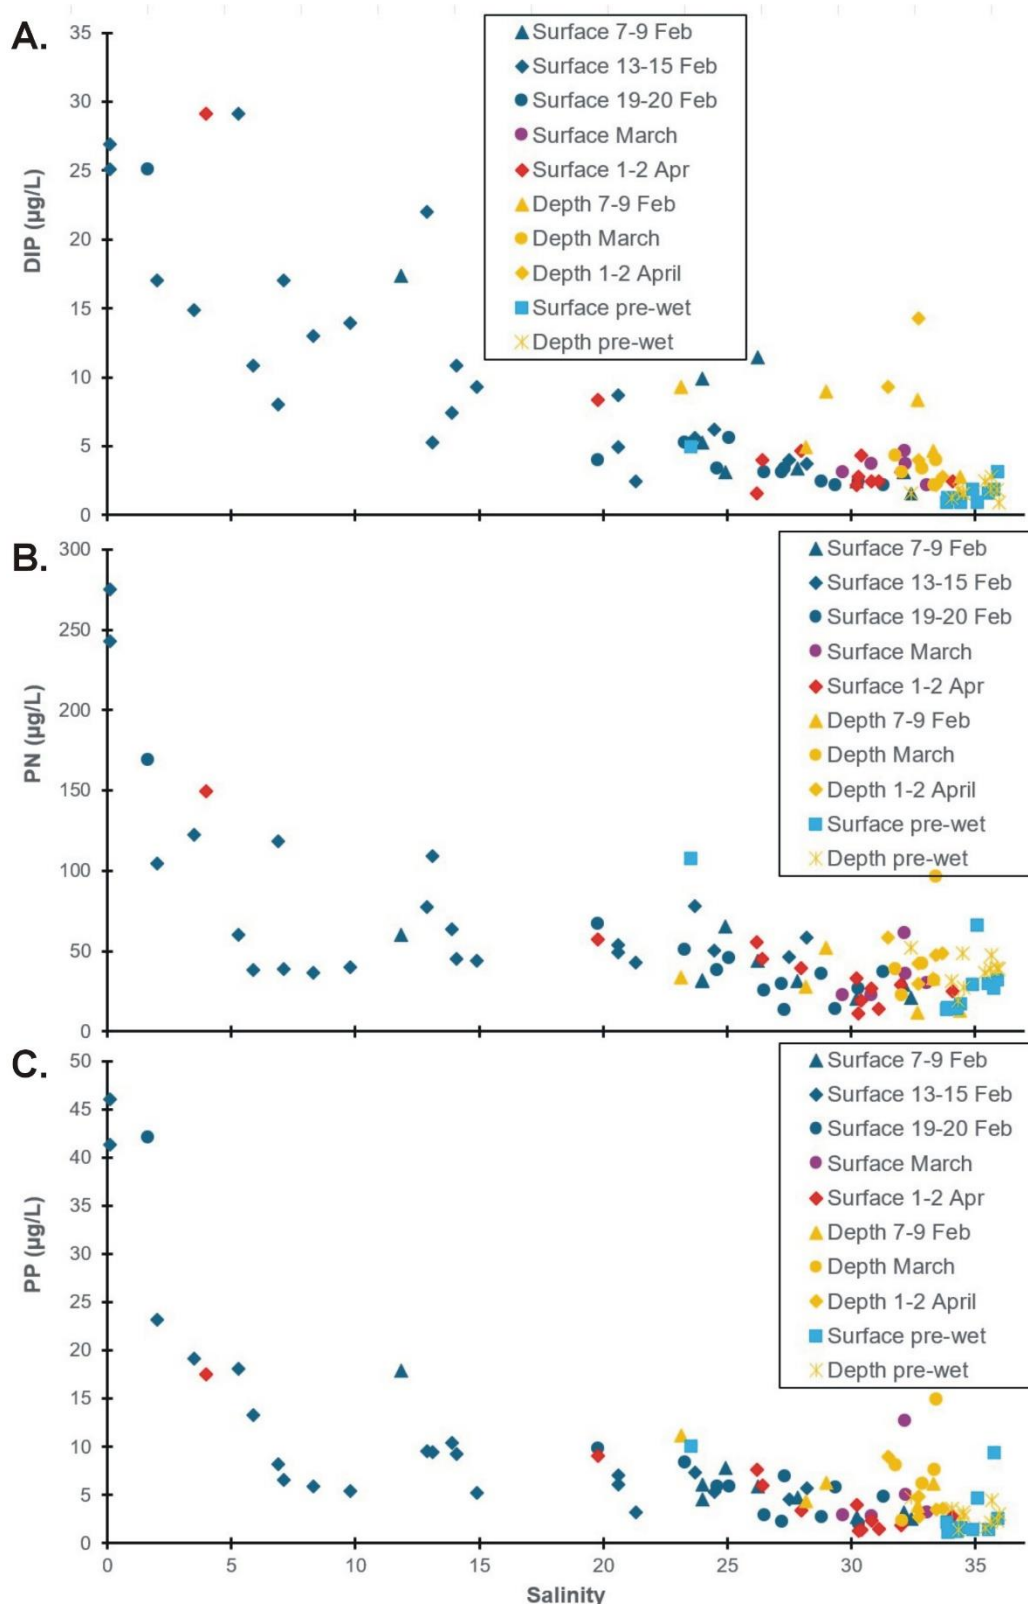 A.
DIP (µg/L)
35
30
25
20
15
10
5
0
Surface 7-9 Feb
Surface 13-15 Feb
Surface 19-20 Feb
Surface March
Surface 1-2 Apr
Depth 7-9 Feb
Depth March
Depth 1-2 April
Surface pre-wet
Depth pre-wet
B.
PN (µg/L)
300
250
200
150
100
50
0
Surface 7-9 Feb
Surface 13-15 Feb
Surface 19-20 Feb
Surface March
Surface 1-2 Apr
Depth 7-9 Feb
Depth March
Depth 1-2 April
Surface pre-wet
Depth pre-wet
C.
PP (µg/L)
50
45
40
35
30
25
20
15
10
5
0
Surface 7-9 Feb
Surface 13-15 Feb
Surface 19-20 Feb
Surface March
Surface 1-2 Apr
Depth 7-9 Feb
Depth March
Depth 1-2 April
Surface pre-wet
Depth pre-wet
0 5 10 15 20 25 30 35
Salinity